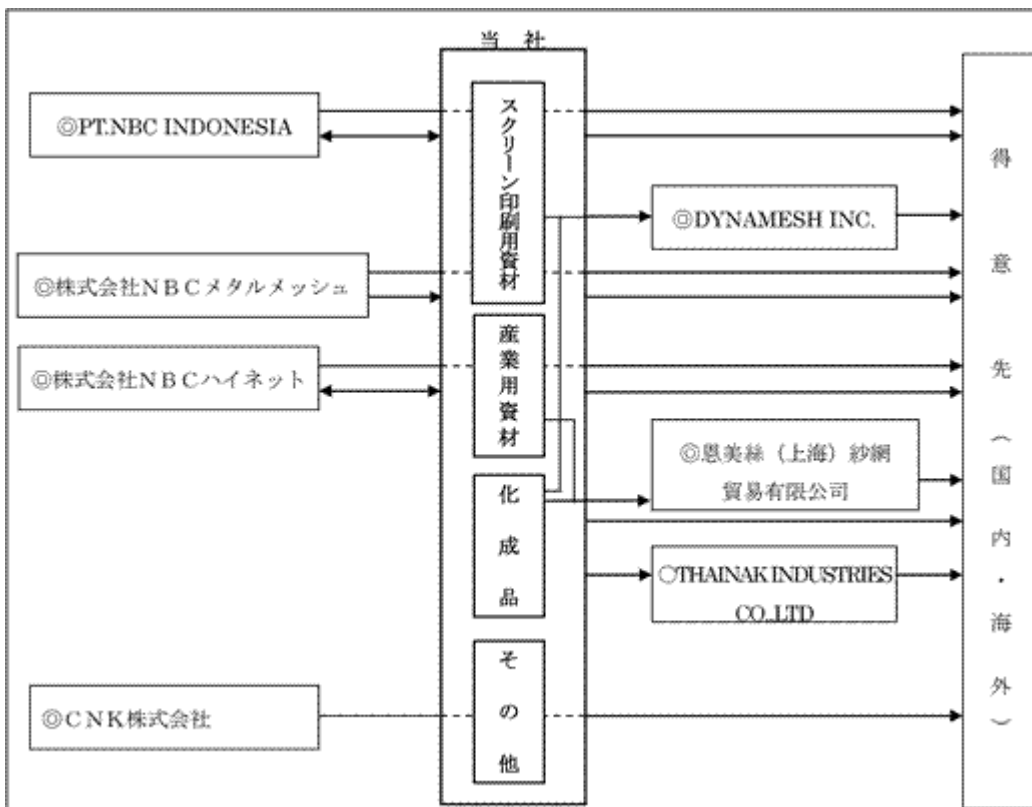 当 社
◎PT.NBC INDONESIA
◎株式会社ＮＢＣメタルメッシュ
◎株式会社ＮＢＣハイネット
◎ＣＮＫ株式会社
スクリーン印刷用資材
産業用資材
化成品
その他
◎DYNAMESH INC.
◎恩美絲（上海）紗網
貿易有限公司
○THAINAK INDUSTRIES
CO.,LTD
得意先（国内・海外）